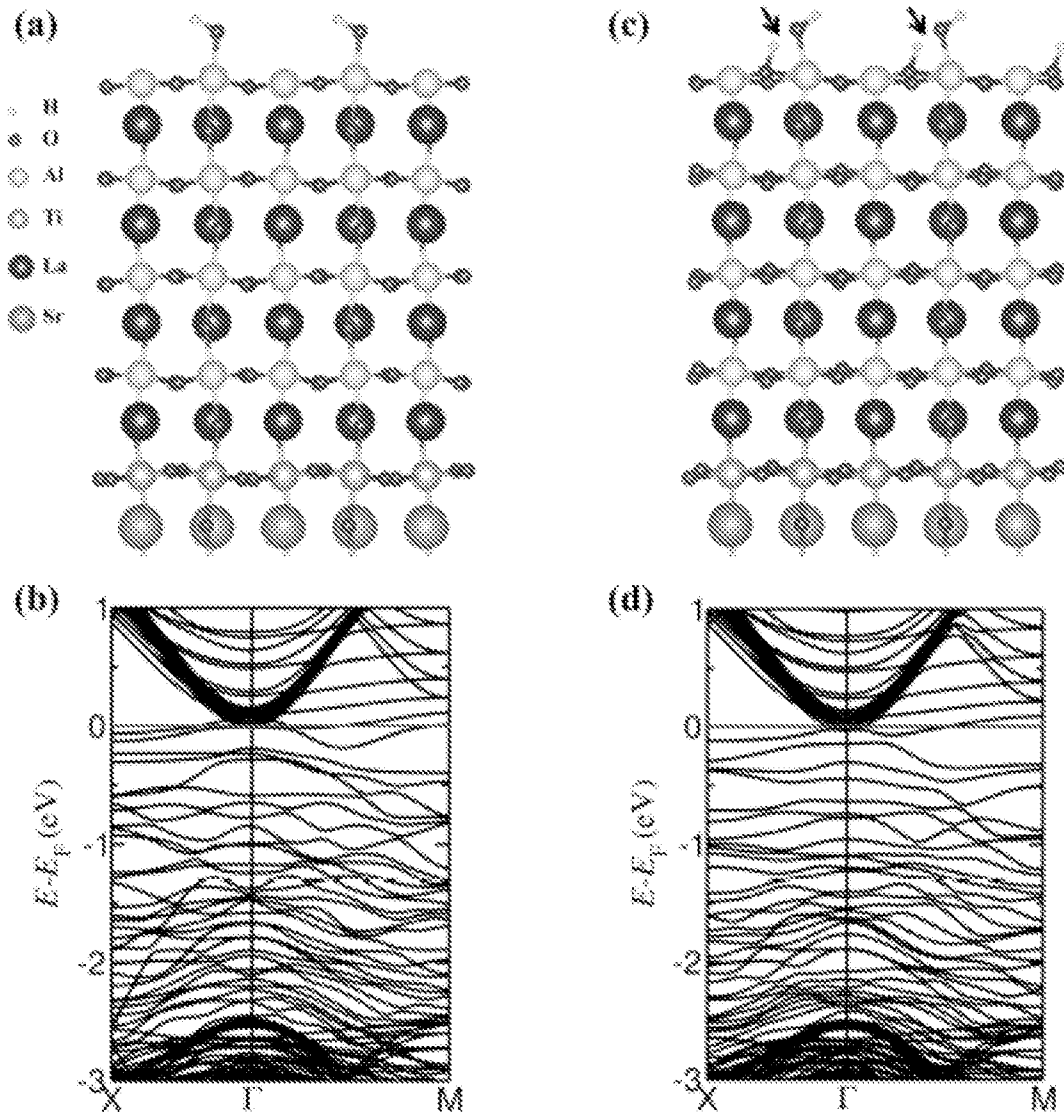 (a)
H
O
Al
Ti
La
Sr
(c)
(b)
1
0
-1
-2
-3
E-E_F (eV)
X Γ M
(d)
1
0
-1
-2
-3
E-E_F (eV)
X Γ M